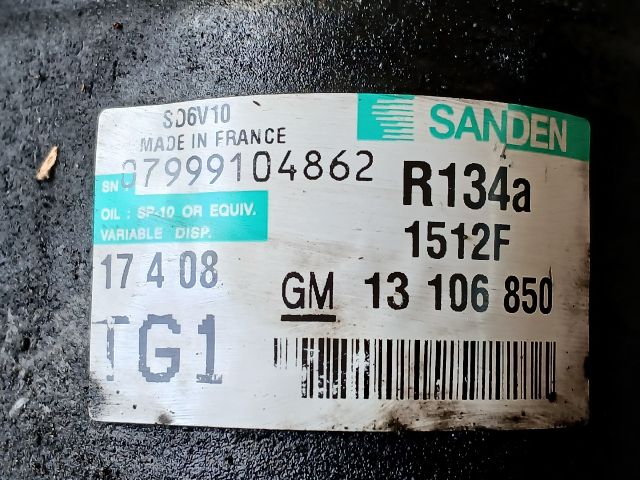 SD6V10
SANDEN
MADE IN FRANCE
SN 07999104862
R134a
OIL : SP-10 OR EQUIV.
VARIABLE DISP.
1512F
17 4 08
GM 13 106 850
TG1